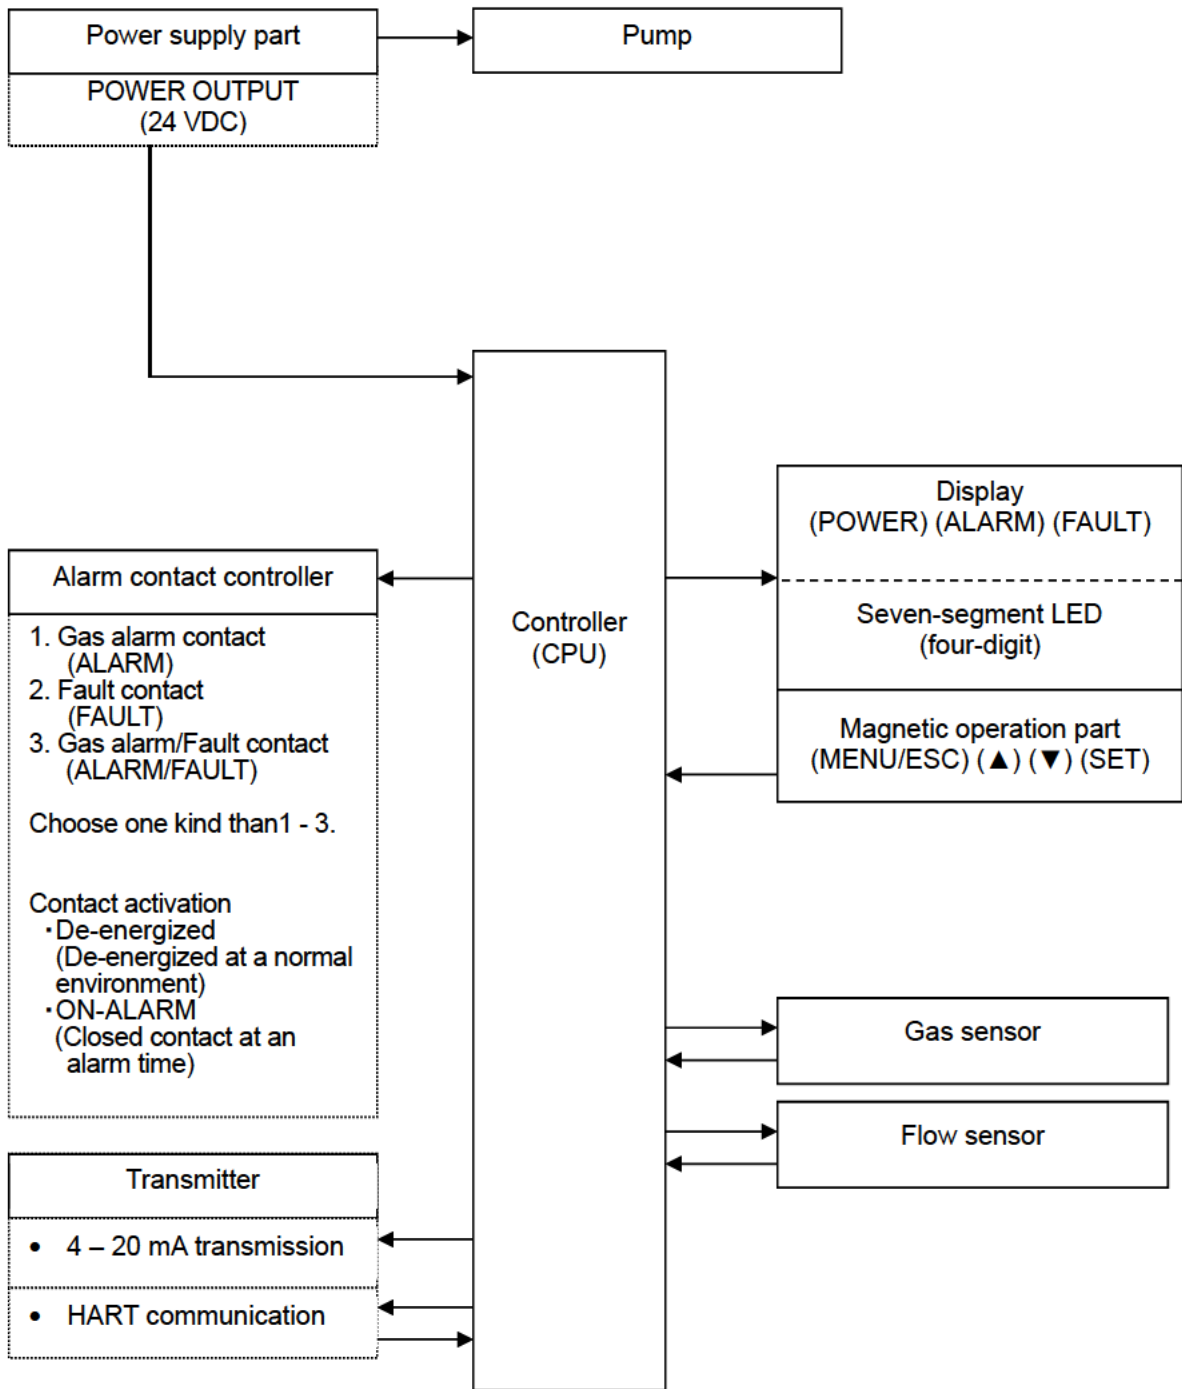 Power supply part
Pump
POWER OUTPUT
(24 VDC)
Controller
(CPU)
Display
(POWER) (ALARM) (FAULT)
Seven-segment LED
(four-digit)
Magnetic operation part
(MENU/ESC) (▲) (▼) (SET)
Alarm contact controller
1. Gas alarm contact
(ALARM)
2. Fault contact
(FAULT)
3. Gas alarm/Fault contact
(ALARM/FAULT)
Choose one kind than1 - 3.
Contact activation
・De-energized
(De-energized at a normal
environment)
・ON-ALARM
(Closed contact at an
alarm time)
Gas sensor
Flow sensor
Transmitter
• 4 – 20 mA transmission
• HART communication